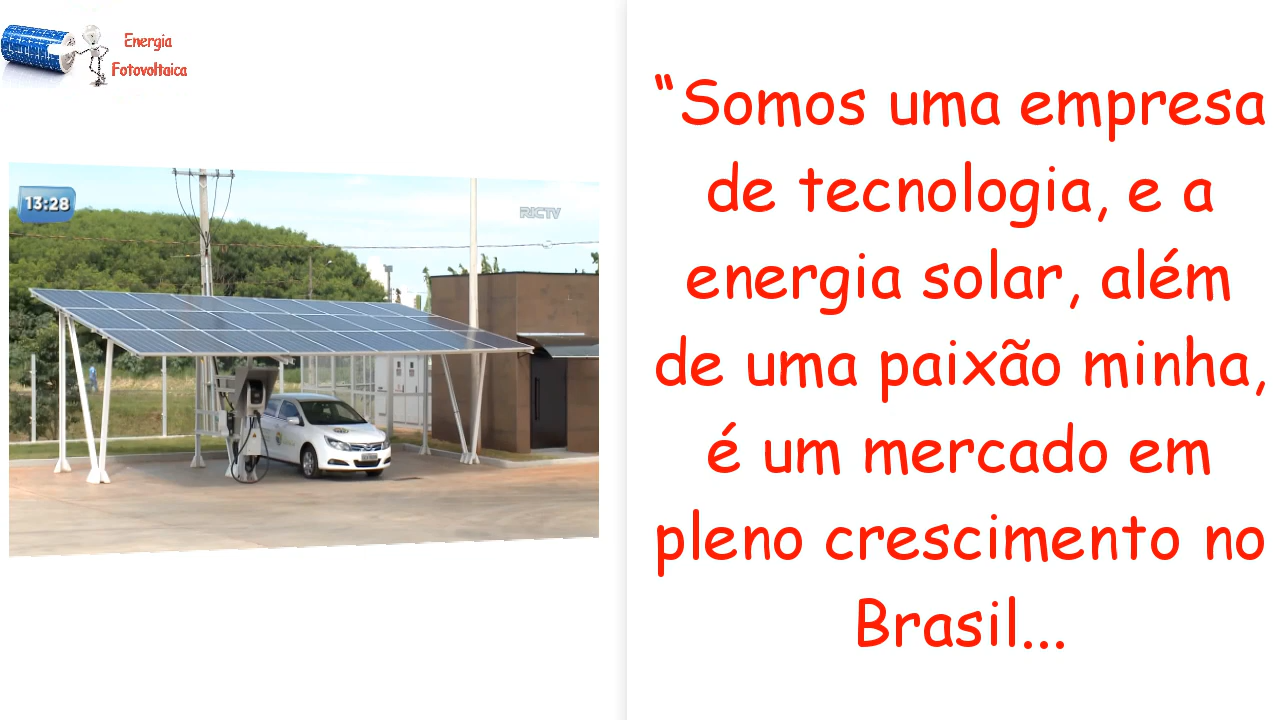 Energia
Fotovoltaica
13:28
RICTV
“Somos uma empresa
de tecnologia, e a
energia solar, além
de uma paixão minha,
é um mercado em
pleno crescimento no
Brasil...